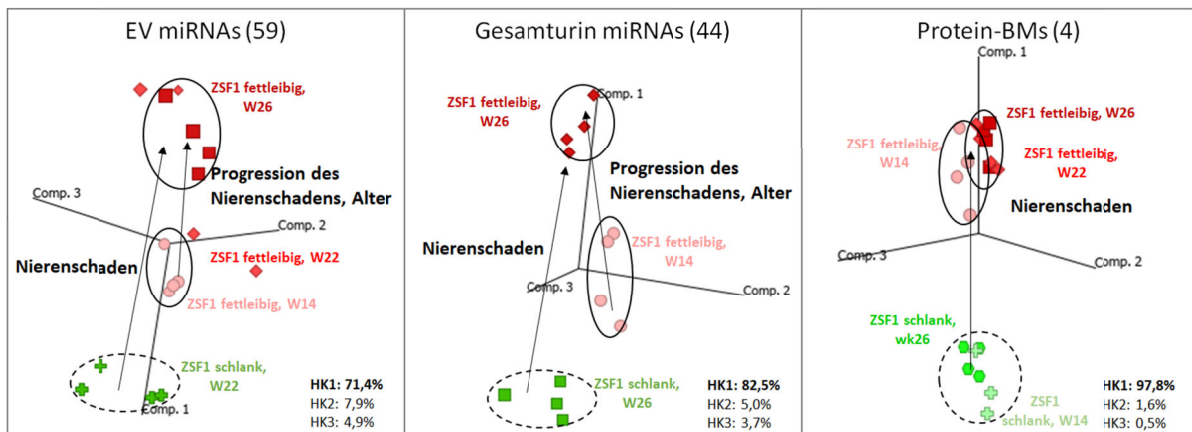 EV miRNAs (59)
ZSF1 fettleibig,
W26
Progression des
Nierenschadens, Alter
Comp. 3
Comp. 2
Nierenschaden
ZSF1 fettleibig, W22
ZSF1 fettleibig, W14
ZSF1 schlank,
W22
Comp. 1
HK1: 71,4%
HK2: 7,9%
HK3: 4,9%
Gesamturin miRNAs (44)
Comp. 1
ZSF1 fettleibig,
W26
Progression des
Nierenschadens, Alter
Nierenschaden
ZSF1 fettleibig,
W14
Comp. 3
Comp. 2
ZSF1 schlank,
W26
HK1: 82,5%
HK2: 5,0%
HK3: 3,7%
Protein-BMs (4)
Comp. 1
ZSF1 fettleibig, W26
ZSF1 fettleibig,
W14
ZSF1 fettleibig,
W22
Nierenschaden
Comp. 3
Comp. 2
ZSF1 schlank,
wk26
ZSF1
schlank, W14
HK1: 97,8%
HK2: 1,6%
HK3: 0,5%